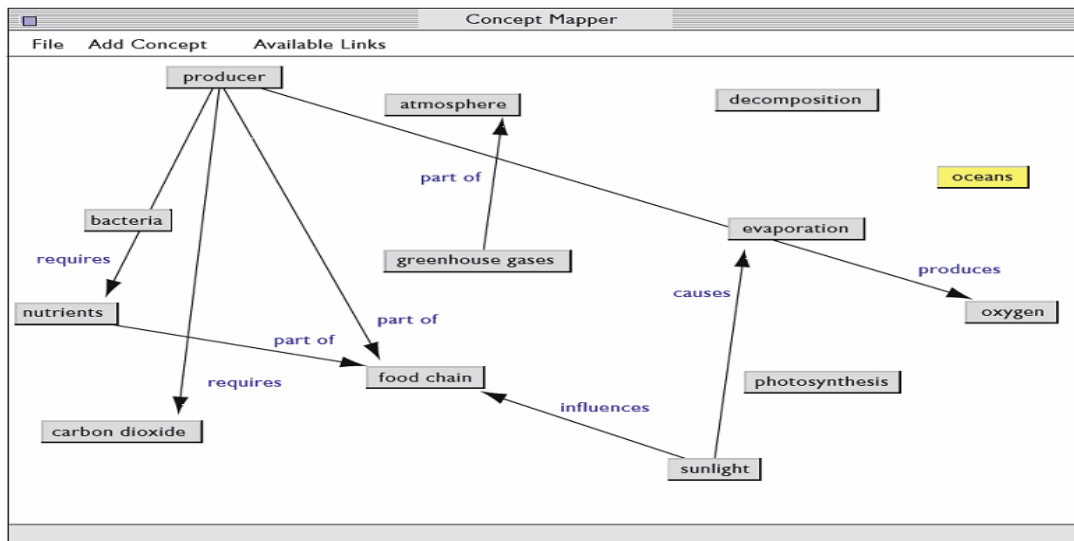 Concept Mapper
File Add Concept Available Links
producer
atmosphere
decomposition
part of
oceans
bacteria
evaporation
requires
greenhouse gases
produces
causes
nutrients
part of
part of
oxygen
food chain
requires
photosynthesis
influences
carbon dioxide
sunlight